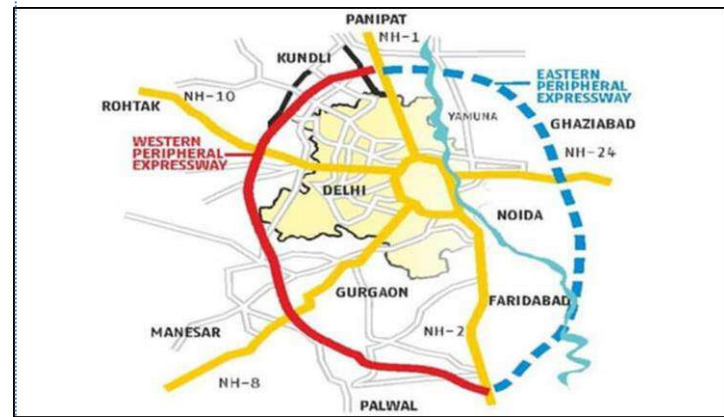 PANIPAT
NH-1
KUNDLI
EASTERN
PERIPHERAL
EXPRESSWAY
NH-10
ROHTAK
YAMUNA
GHAZIABAD
WESTERN
PERIPHERAL
EXPRESSWAY
NH-24
DELHI
NOIDA
GURGAON
FARIDABAD
MANESAR
NH-2
NH-8
PALWAL